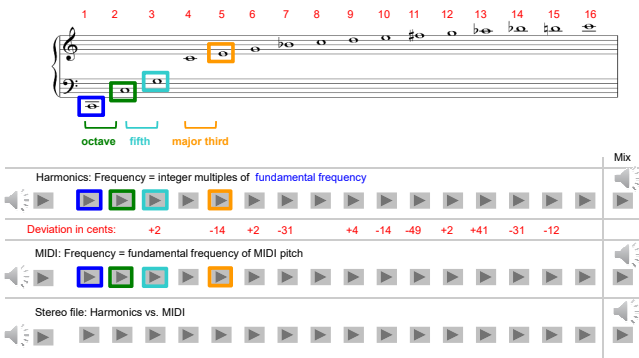 1 2 3 4 5 6 7 8 9 10 11 12 13 14 15 16
octave fifth major third
Mix
Harmonics: Frequency = integer multiples of fundamental frequency
Deviation in cents: +2 -14 +2 -31 +4 -14 -49 +2 +41 -31 -12
MIDI: Frequency = fundamental frequency of MIDI pitch
Mix
Stereo file: Harmonics vs. MIDI